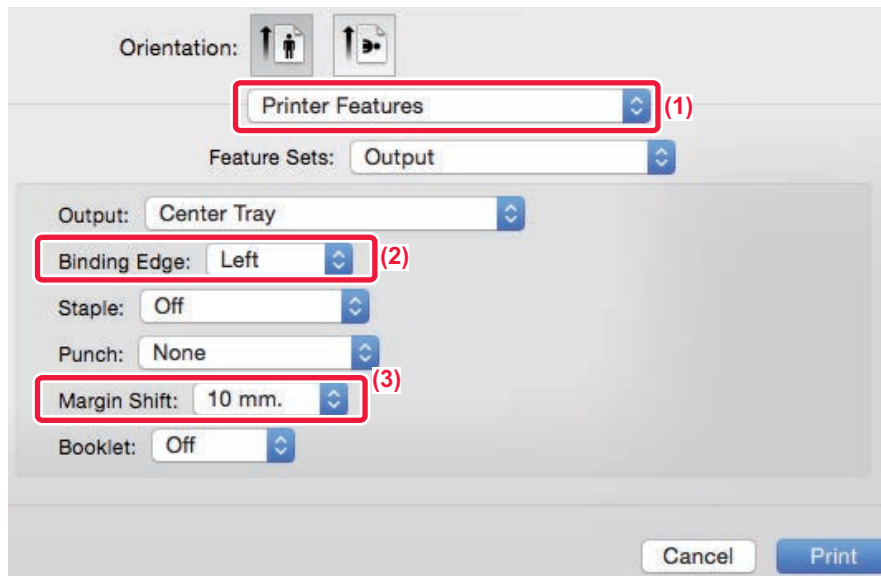 Orientation:
Printer Features (1)
Feature Sets: Output
Output: Center Tray
Binding Edge: Left (2)
Staple: Off
Punch: None
Margin Shift: 10 mm. (3)
Booklet: Off
Cancel Print